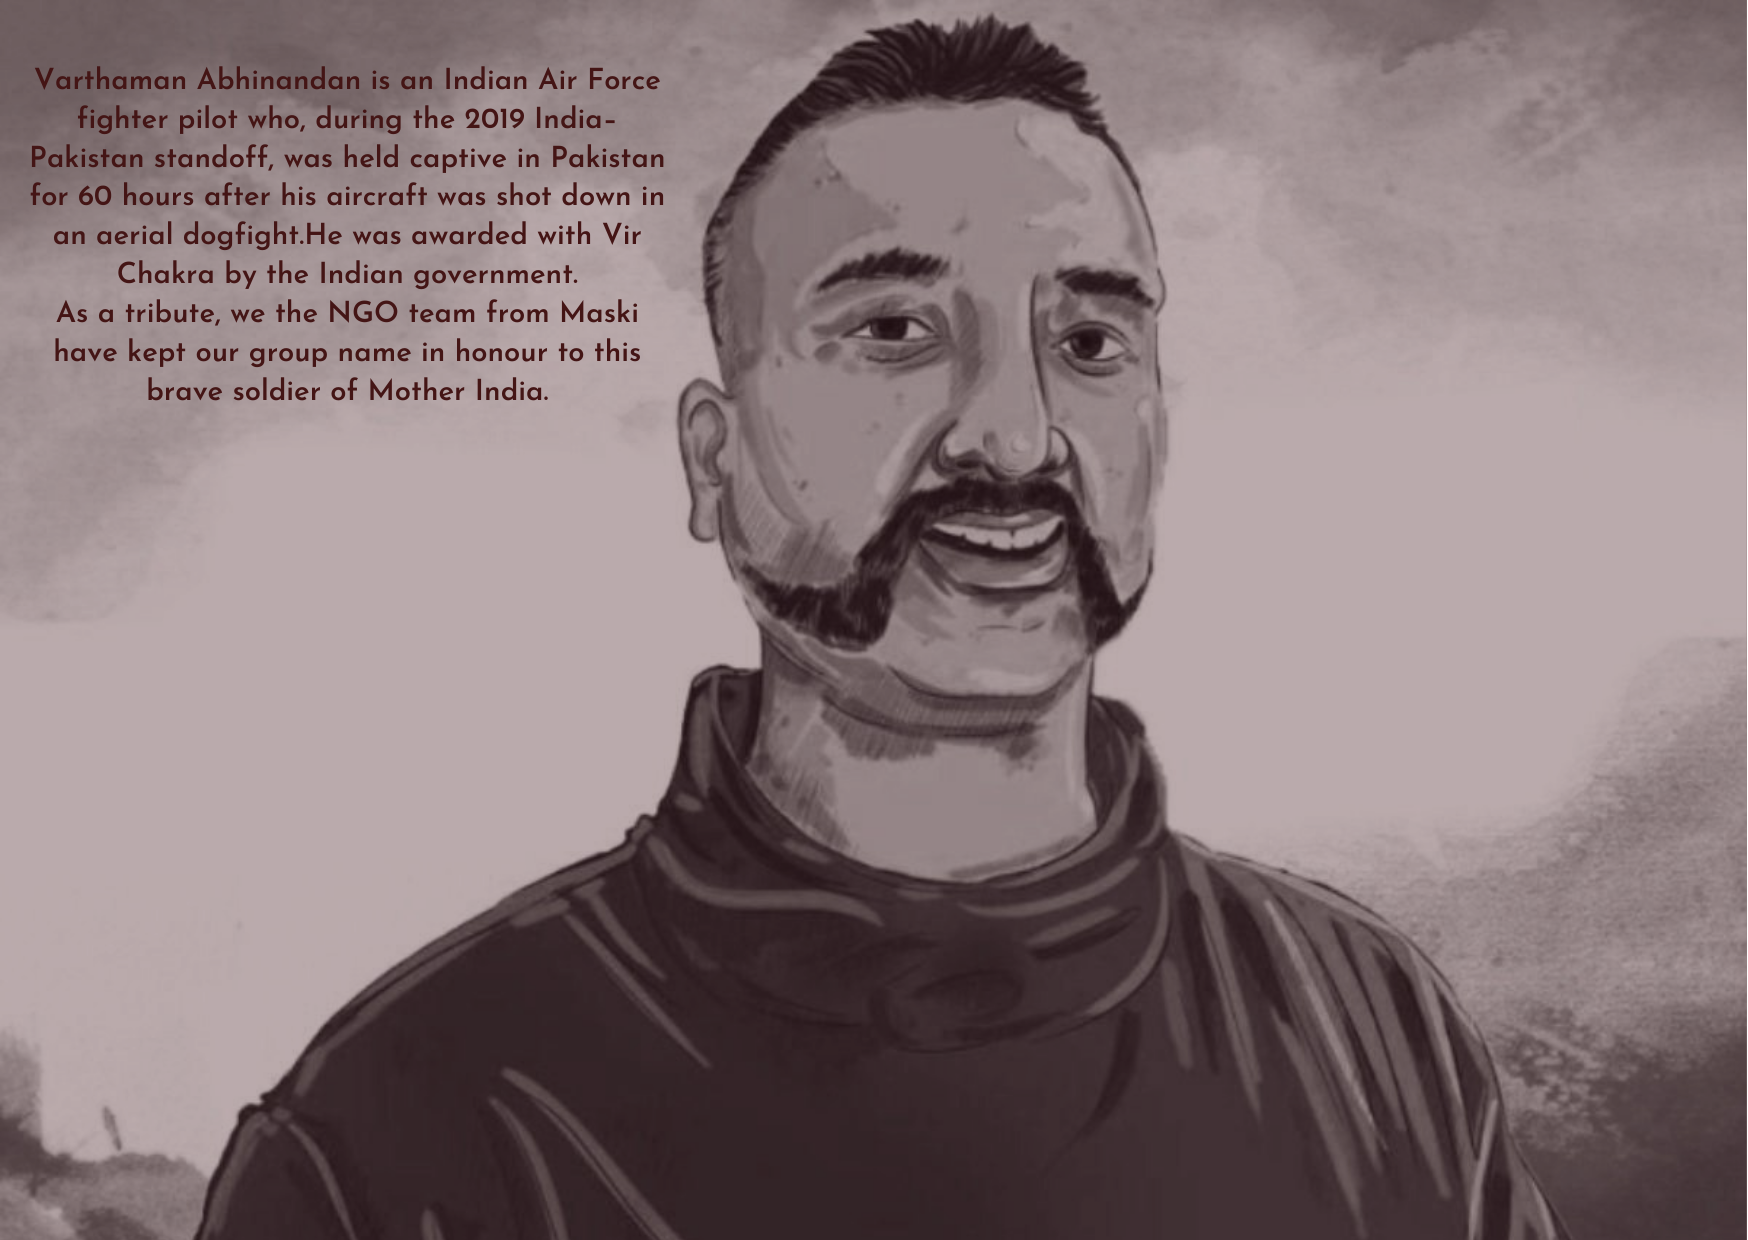 Varthaman Abhinandan is an Indian Air Force
fighter pilot who, during the 2019 India–
Pakistan standoff, was held captive in Pakistan
for 60 hours after his aircraft was shot down in
an aerial dogfight.He was awarded with Vir
Chakra by the Indian government.
As a tribute, we the NGO team from Maski
have kept our group name in honour to this
brave soldier of Mother India.